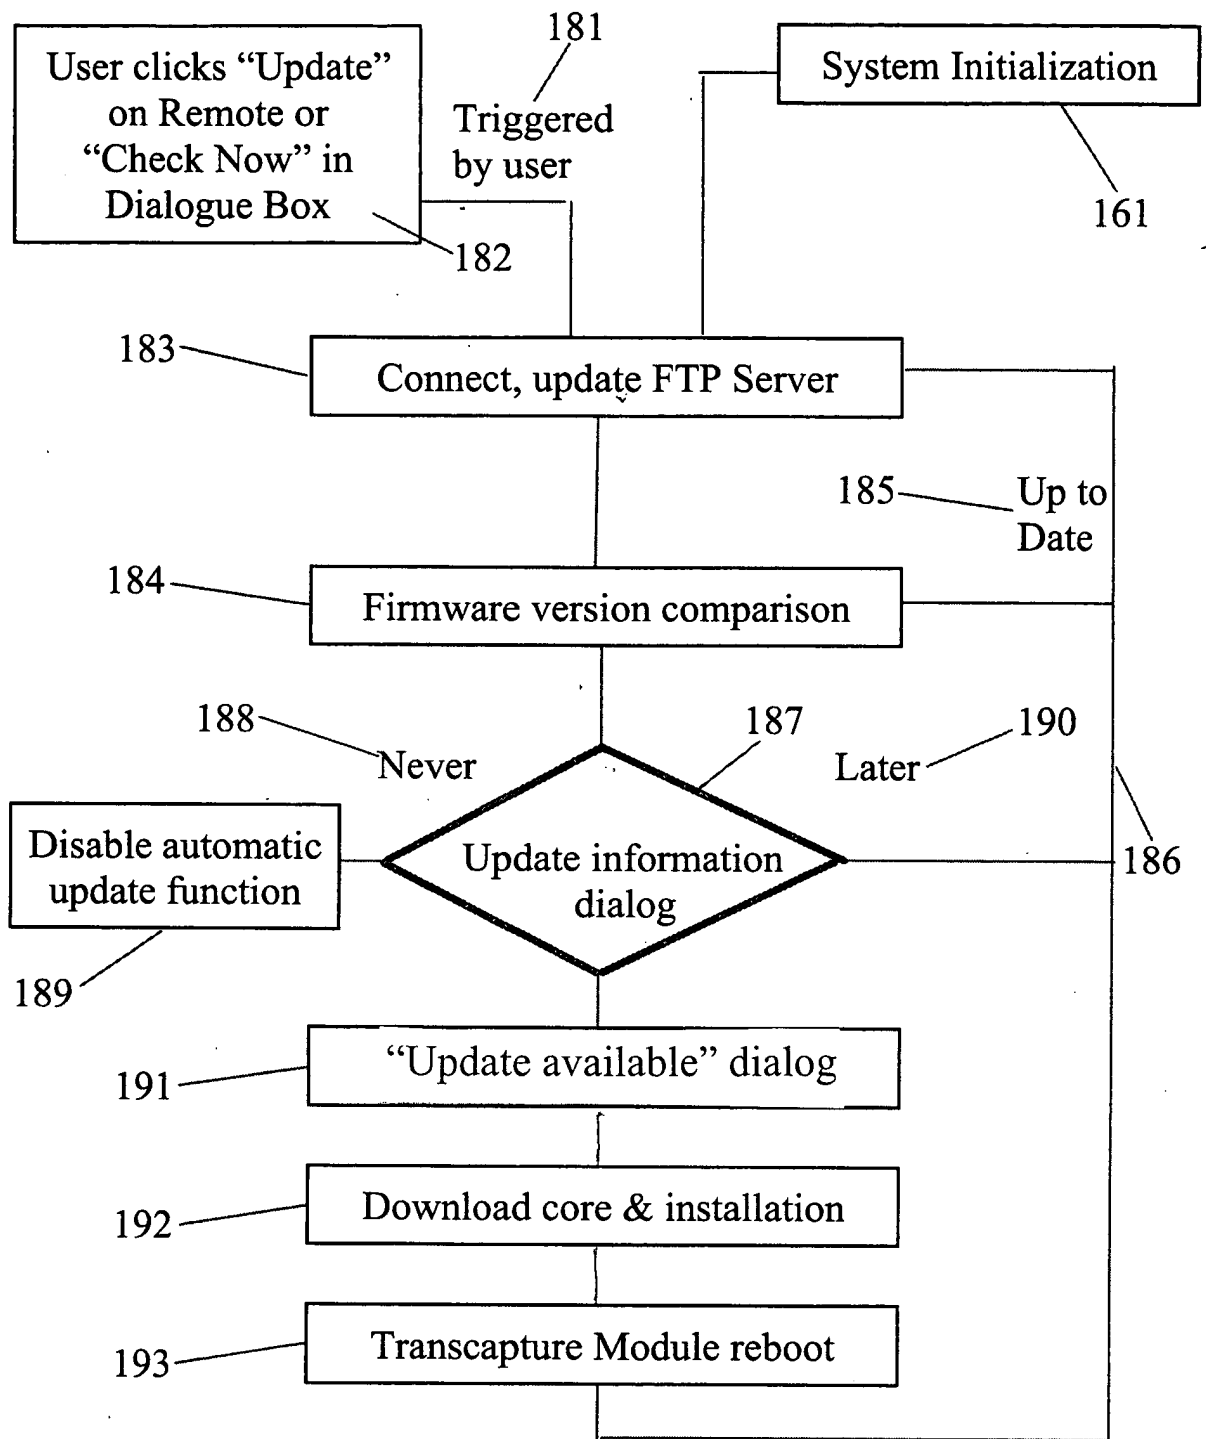 181
User clicks “Update”
on Remote or
“Check Now” in
Dialogue Box
Triggered
by user
System Initialization
161
182
183
Connect, update FTP Server
185
Up to
Date
184
Firmware version comparison
188
Never
187
190
Later
Disable automatic
update function
Update information
dialog
186
189
“Update available” dialog
191
Download core & installation
192
Transcapture Module reboot
193